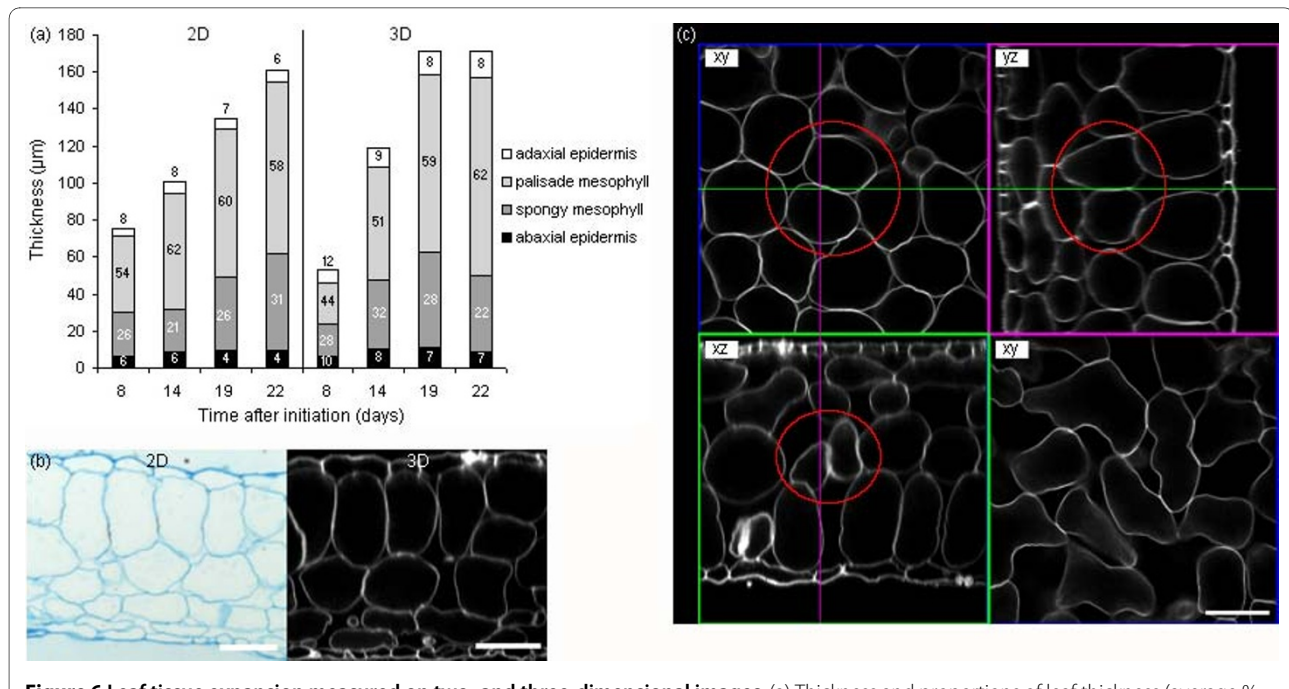 (a)
180
160
140
120
100
80
60
40
20
0
Thickness (µm)
2D 3D
8 8 7 6 12 9 8 8
54 62 60 58 44 51 59 62
26 21 26 31 28 32 28 22
6 6 4 4 10 8 7 7
8 14 19 22 8 14 19 22
Time after initiation (days)
adaxial epidermis
palisade mesophyll
spongy mesophyll
abaxial epidermis
(b) 2D 3D
(c)
xy yz
xz xy
Figure 6 Leaf tissue expansion measured on two- and three-dimensional images. (a) Thickness and proportions of leaf thickness (average %